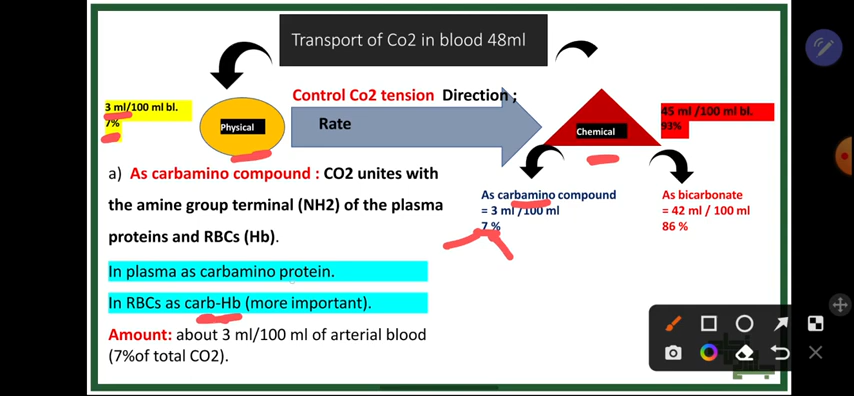 Transport of Co2 in blood 48ml
3 ml/100 ml bl.
7%
Physical
Control Co2 tension Direction ;
Rate
Chemical
45 ml /100 ml bl.
93%
a) As carbamino compound : CO2 unites with
the amine group terminal (NH2) of the plasma
proteins and RBCs (Hb).
As carbamino compound
= 3 ml /100 ml
7 %
As bicarbonate
= 42 ml / 100 ml
86 %
In plasma as carbamino protein.
In RBCs as carb-Hb (more important).
Amount: about 3 ml/100 ml of arterial blood
(7%of total CO2).